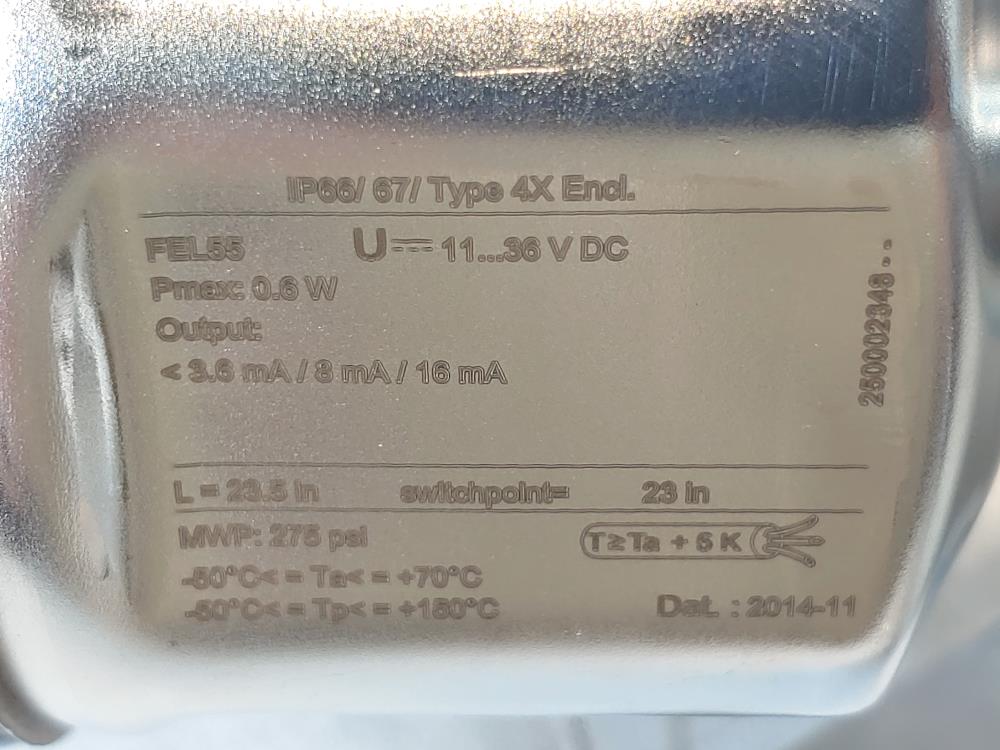 IP66/ 67/ Type 4X Encl.
FEL55 U⎓ 11...36 V DC
Pmax: 0.6 W
Output:
< 3.6 mA / 8 mA / 16 mA
250002348 - -
L = 23.5 in switchpoint= 23 in
MWP: 275 psi
T≥Ta + 5 K
-50°C< = Ta< = +70°C
-50°C< = Tp< = +150°C
Dat. : 2014-11